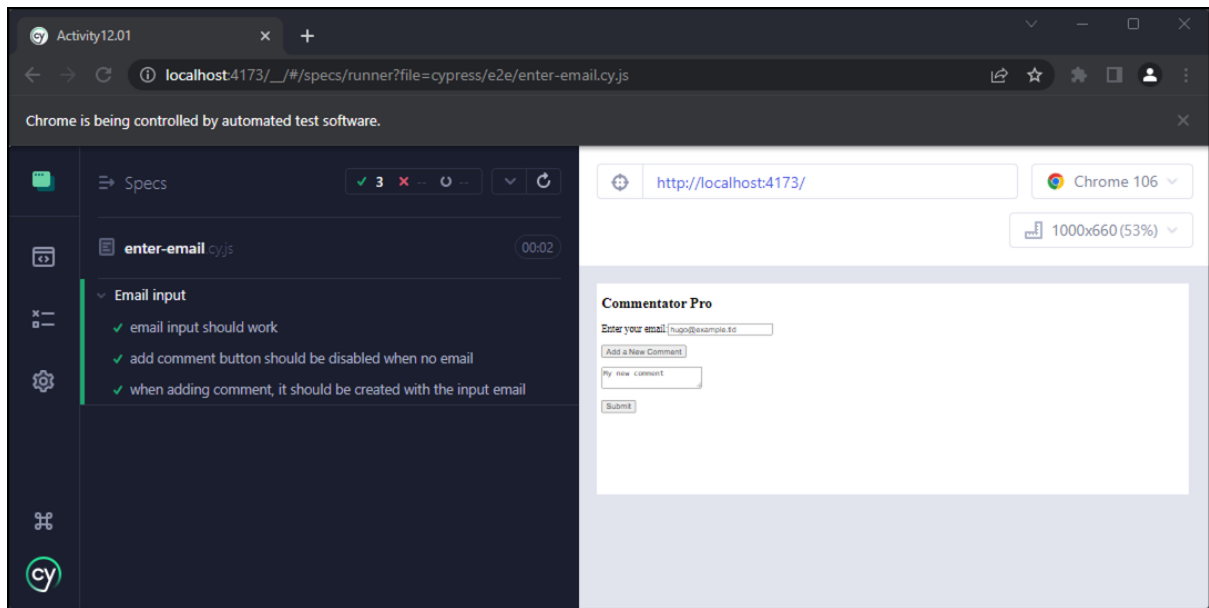 cy Activity12.01
localhost:4173/__/#/specs/runner?file=cypress/e2e/enter-email.cy.js
Chrome is being controlled by automated test software.
Specs
3 -- --
http://localhost:4173/
Chrome 106
1000x660 (53%)
enter-email.cy.js
00:02
Email input
email input should work
add comment button should be disabled when no email
when adding comment, it should be created with the input email
Commentator Pro
Enter your email: hugo@example.tld
Add a New Comment
My new comment
Submit
cy